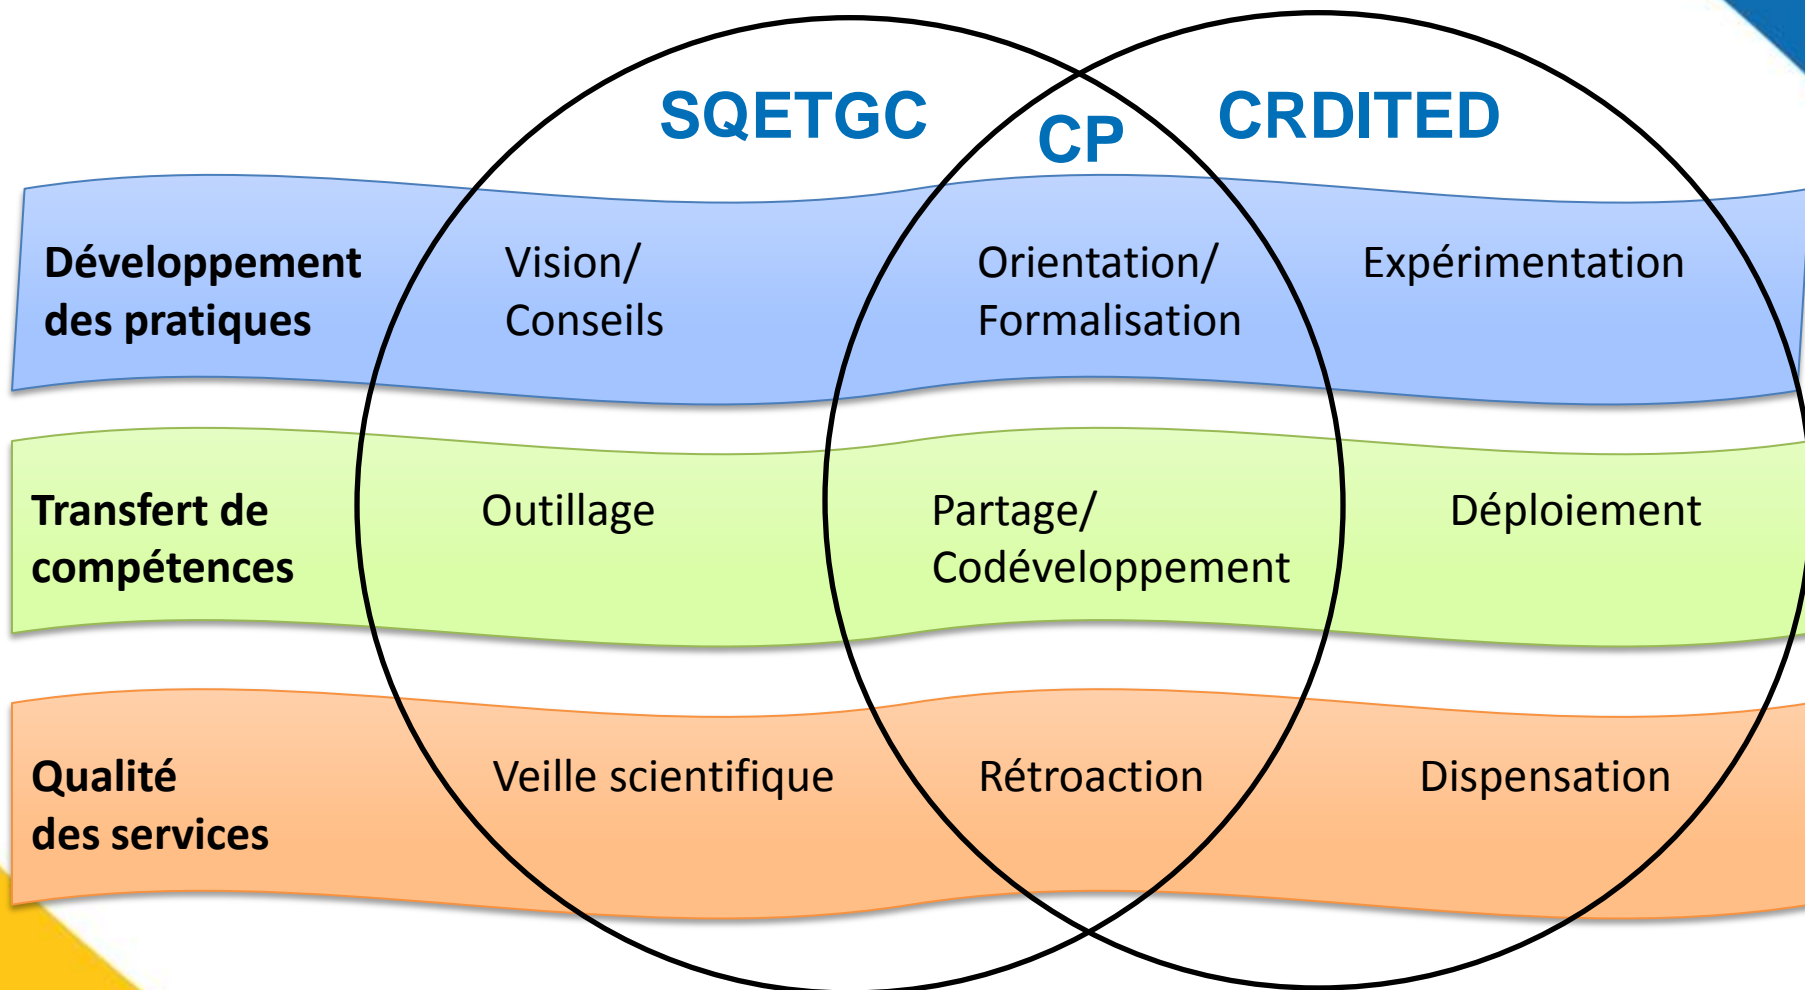 SQETGC
CP
CRDITED
Développement
des pratiques
Vision/
Conseils
Orientation/
Formalisation
Expérimentation
Transfert de
compétences
Outillage
Partage/
Codéveloppement
Déploiement
Qualité
des services
Veille scientifique
Rétroaction
Dispensation